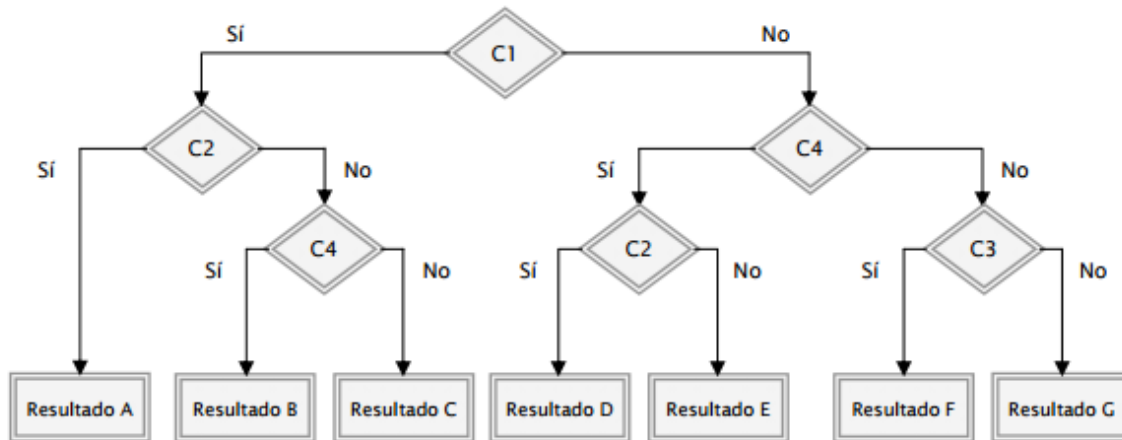 Sí
No
C1
Sí
C2
No
Sí
C4
No
Sí
C4
No
Sí
C2
No
Sí
C3
No
Resultado A
Resultado B
Resultado C
Resultado D
Resultado E
Resultado F
Resultado G